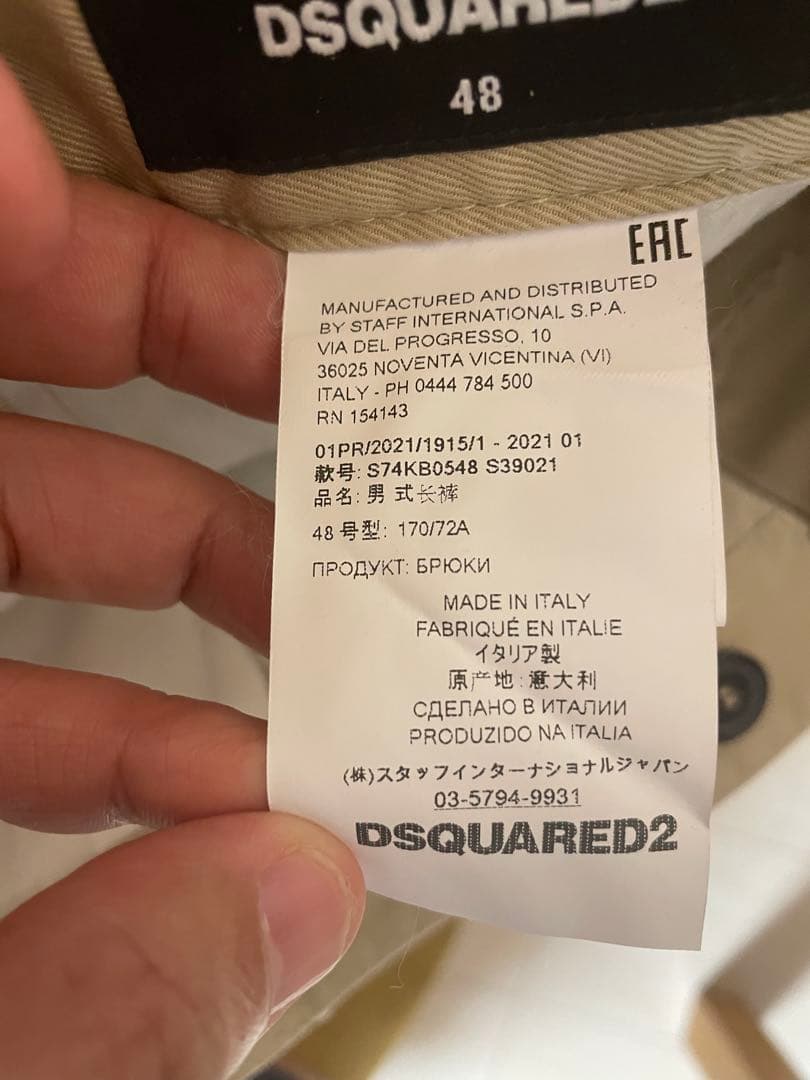 DSQUARED2
48
EAC
MANUFACTURED AND DISTRIBUTED
BY STAFF INTERNATIONAL S.P.A.
VIA DEL PROGRESSO, 10
36025 NOVENTA VICENTINA (VI)
ITALY - PH 0444 784 500
RN 154143
01PR/2021/1915/1 - 2021 01
款号: S74KB0548 S39021
品名: 男 式长裤
48 号型: 170/72A
ПРОДУКТ: БРЮКИ
MADE IN ITALY
FABRIQUÉ EN ITALIE
イタリア製
原产地: 意大利
СДЕЛАНО В ИТАЛИИ
PRODUZIDO NA ITALIA
(株)スタッフインターナショナルジャパン
03-5794-9931
DSQUARED2